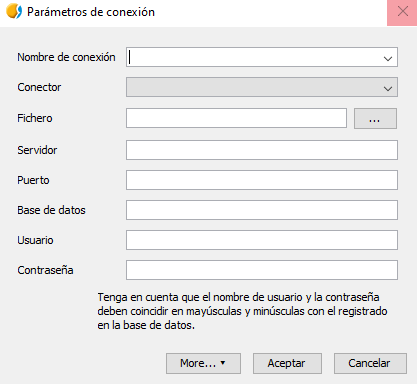 Parámetros de conexión
Nombre de conexión
Conector
Fichero
...
Servidor
Puerto
Base de datos
Usuario
Contraseña
Tenga en cuenta que el nombre de usuario y la contraseña
deben coincidir en mayúsculas y minúsculas con el registrado
en la base de datos.
More...
Aceptar
Cancelar